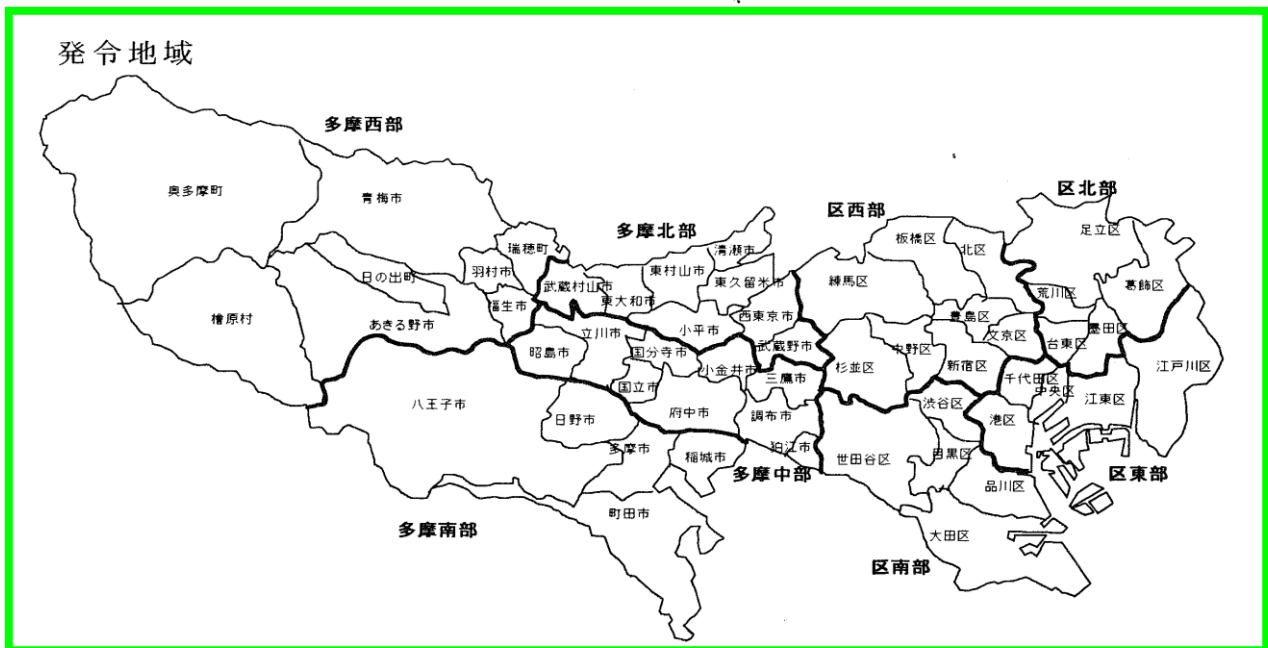 発令地域
多摩西部
奥多摩町
青梅市
区北部
区西部
足立区
多摩北部
板橋区
瑞穂町
清瀬市
北区
羽村市
日の出町
東村山市
東久留米市
練馬区
葛飾区
武蔵村山市
荒川区
福生市
東大和市
檜原村
あきる野市
西東京市
豊島区
立川市
小平市
文京区
墨田区
台東区
昭島市
国分寺市
武蔵野市
中野区
杉並区
新宿区
江戸川区
小金井市
三鷹市
千代田区
国立市
中央区
八王子市
渋谷区
江東区
日野市
府中市
調布市
港区
多摩市
狛江市
稲城市
世田谷区
目黒区
多摩中部
区東部
品川区
町田市
多摩南部
大田区
区南部